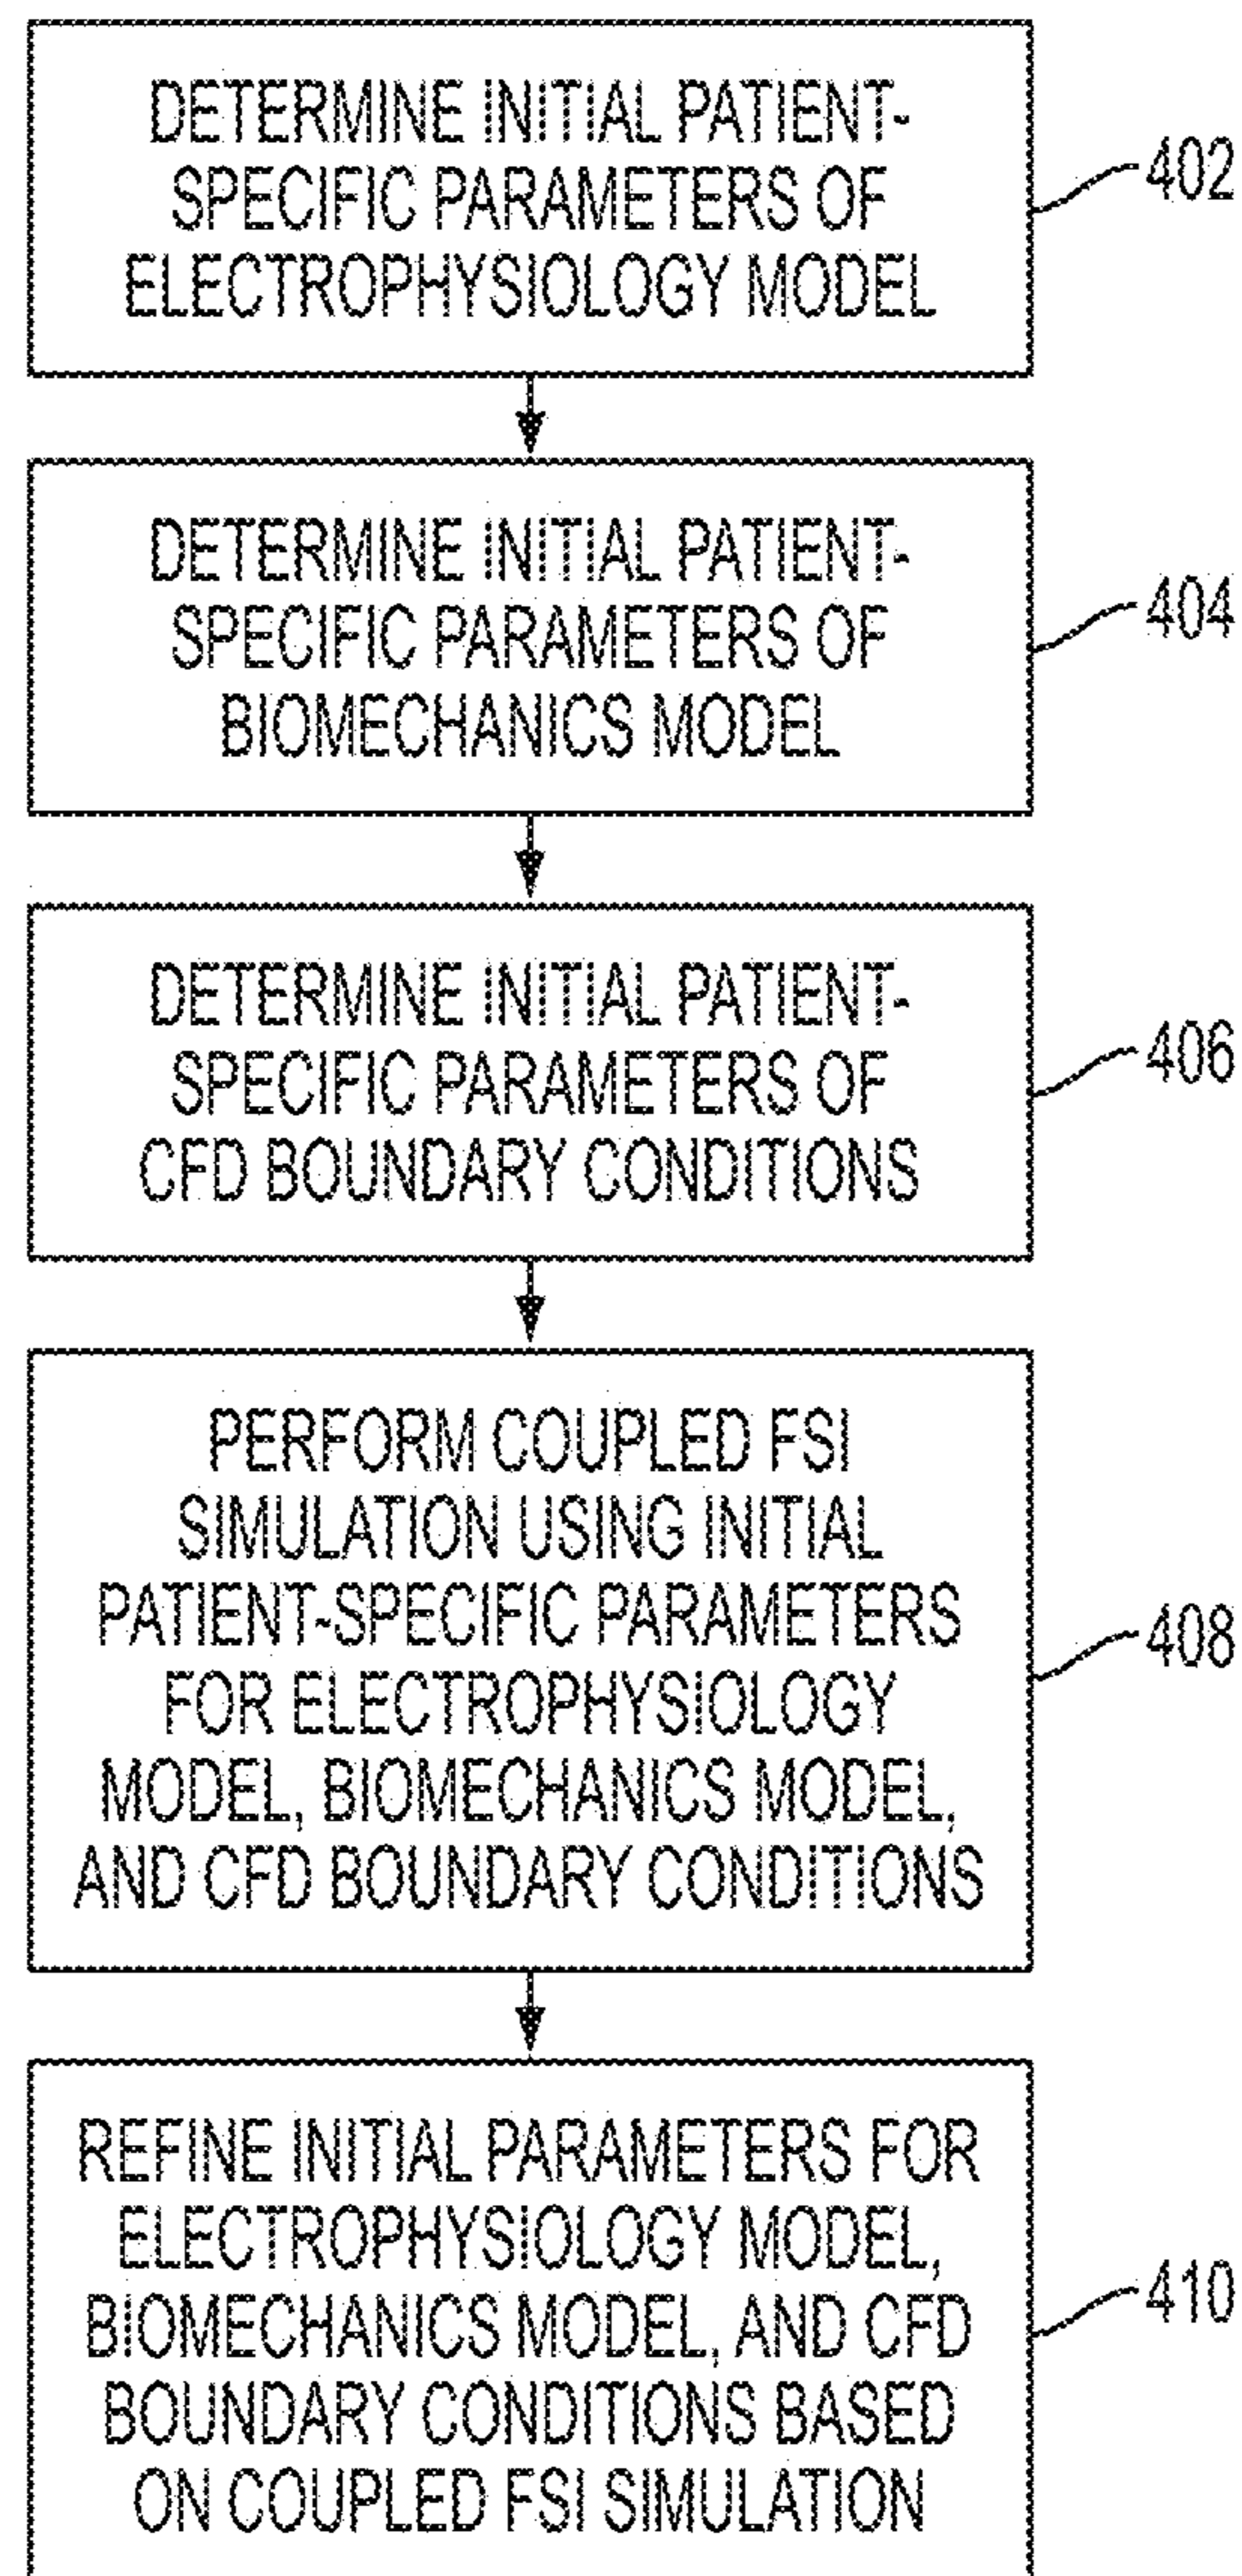 DETERMINE INITIAL PATIENT-
SPECIFIC PARAMETERS OF
ELECTROPHYSIOLOGY MODEL
402
DETERMINE INITIAL PATIENT-
SPECIFIC PARAMETERS OF
BIOMECHANICS MODEL
404
DETERMINE INITIAL PATIENT-
SPECIFIC PARAMETERS OF
CFD BOUNDARY CONDITIONS
406
PERFORM COUPLED FSI
SIMULATION USING INITIAL
PATIENT-SPECIFIC PARAMETERS
FOR ELECTROPHYSIOLOGY
MODEL, BIOMECHANICS MODEL,
AND CFD BOUNDARY CONDITIONS
408
REFINE INITIAL PARAMETERS FOR
ELECTROPHYSIOLOGY MODEL,
BIOMECHANICS MODEL, AND CFD
BOUNDARY CONDITIONS BASED
ON COUPLED FSI SIMULATION
410